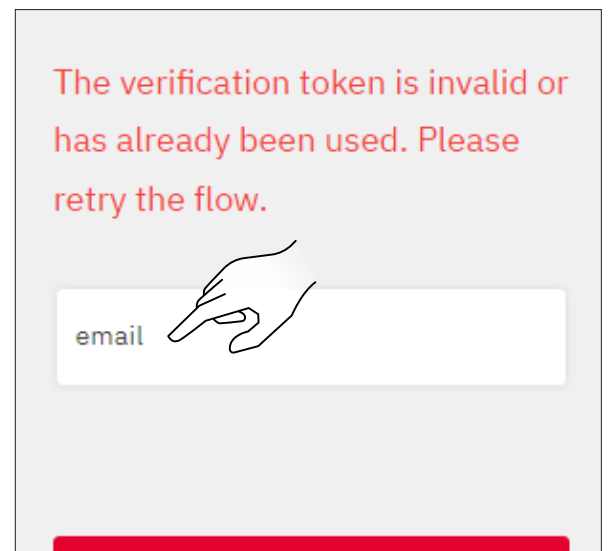 The verification token is invalid or
has already been used. Please
retry the flow.
email